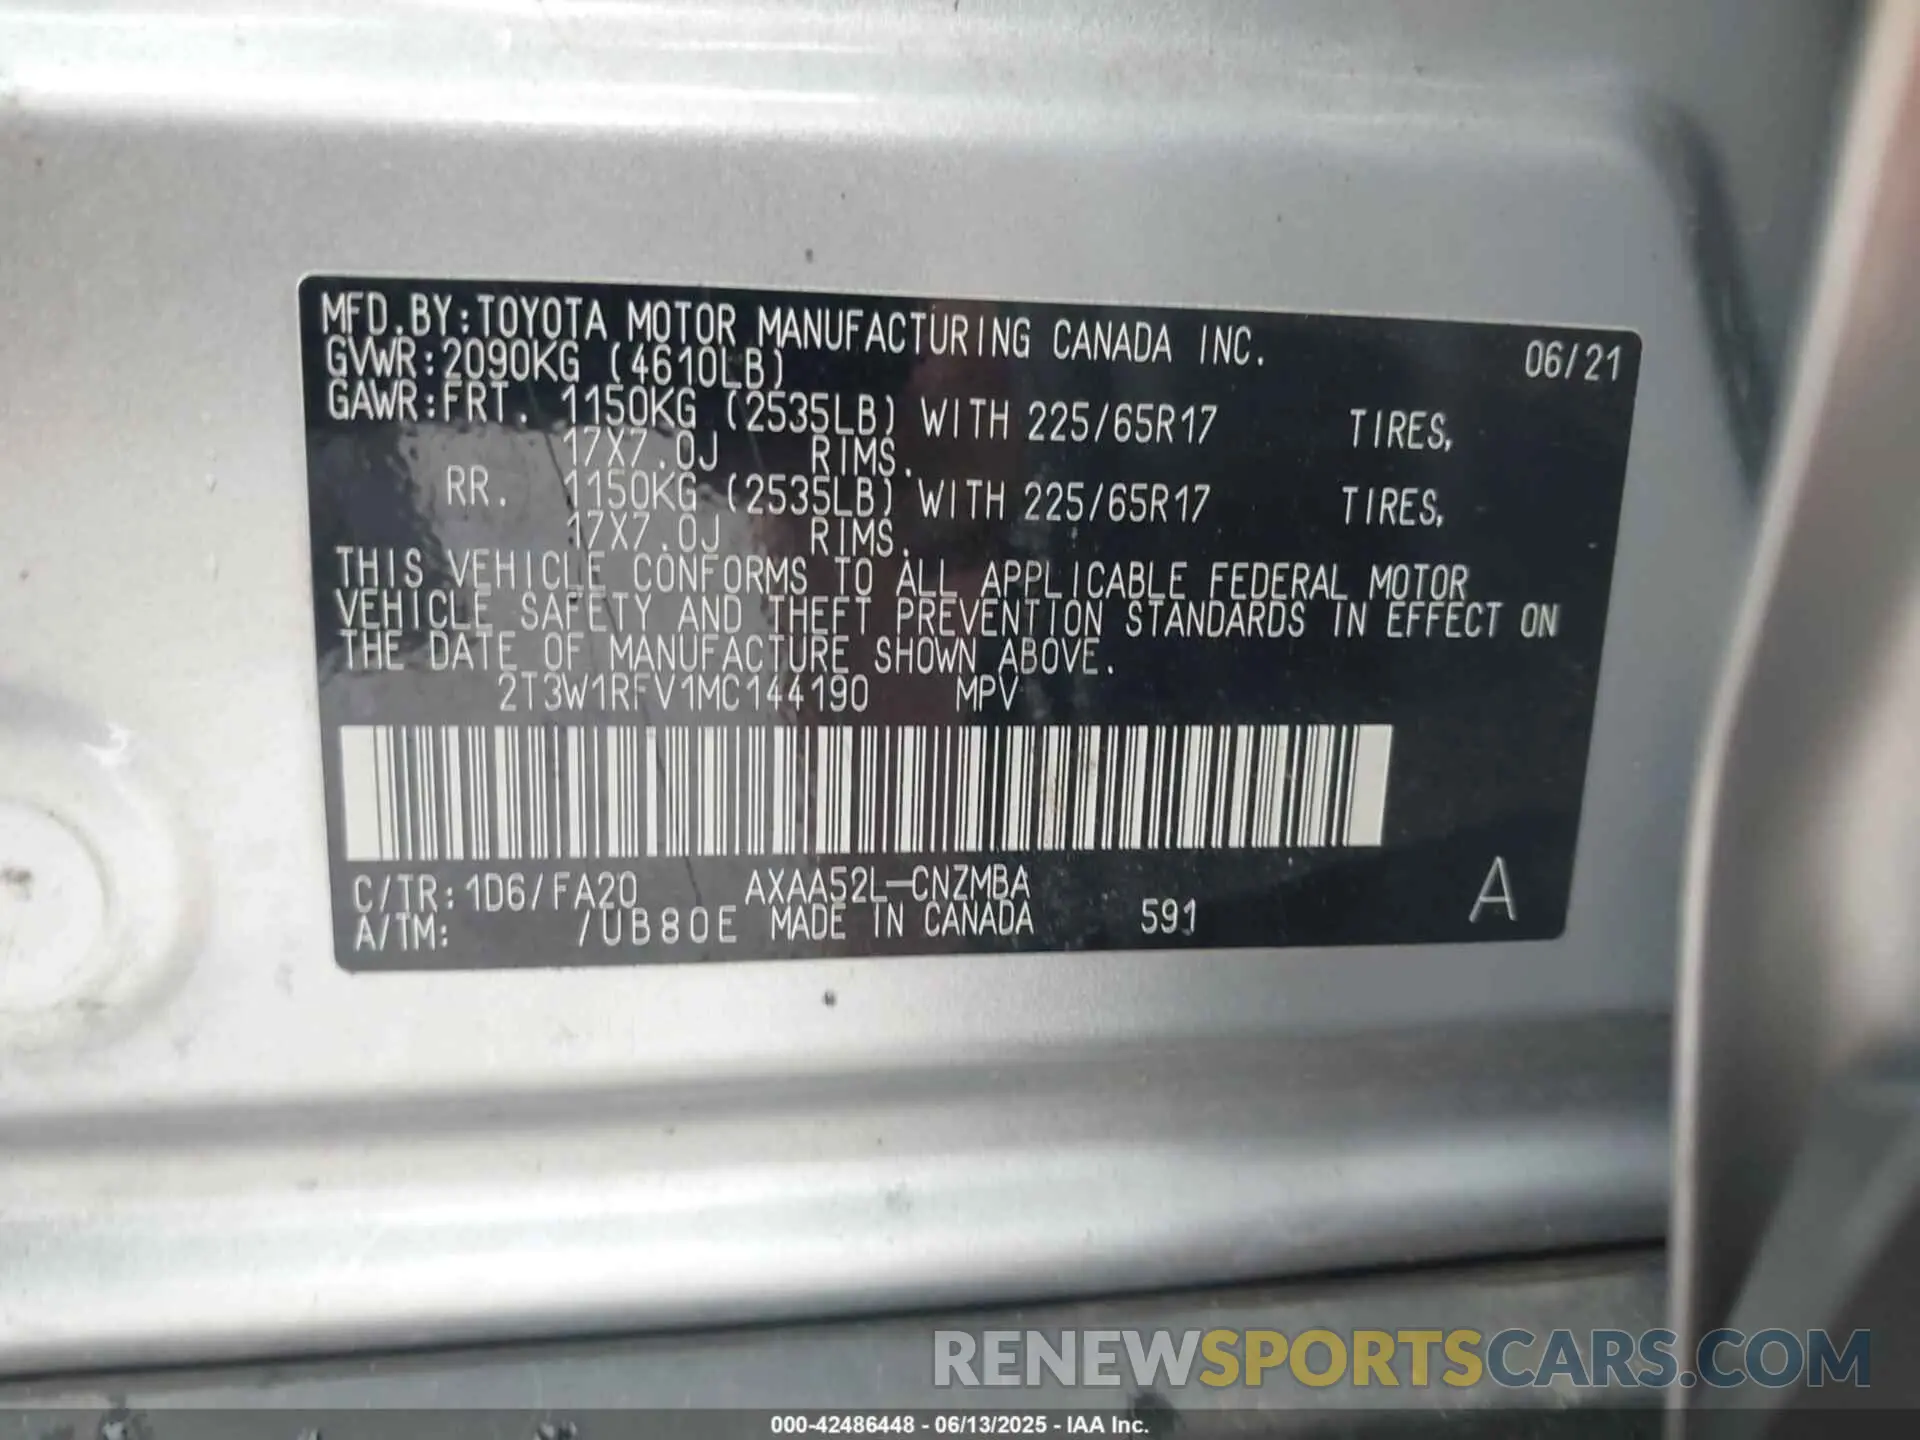 MFD.BY:TOYOTA MOTOR MANUFACTURING CANADA INC. 06/21
GVWR:2090KG (4610LB)
GAWR:FRT. 1150KG (2535LB) WITH 225/65R17 TIRES,
17X7.0J RIMS.
RR. 1150KG (2535LB) WITH 225/65R17 TIRES,
17X7.0J RIMS.
THIS VEHICLE CONFORMS TO ALL APPLICABLE FEDERAL MOTOR
VEHICLE SAFETY AND THEFT PREVENTION STANDARDS IN EFFECT ON
THE DATE OF MANUFACTURE SHOWN ABOVE.
2T3W1RFV1MC144190 MPV
C/TR:1D6/FA20 AXAA52L-CNZMBA
A/TM: /UB80E MADE IN CANADA 591 A
RENEWSPORTSCARS.COM
000-42486448 - 06/13/2025 - IAA Inc.